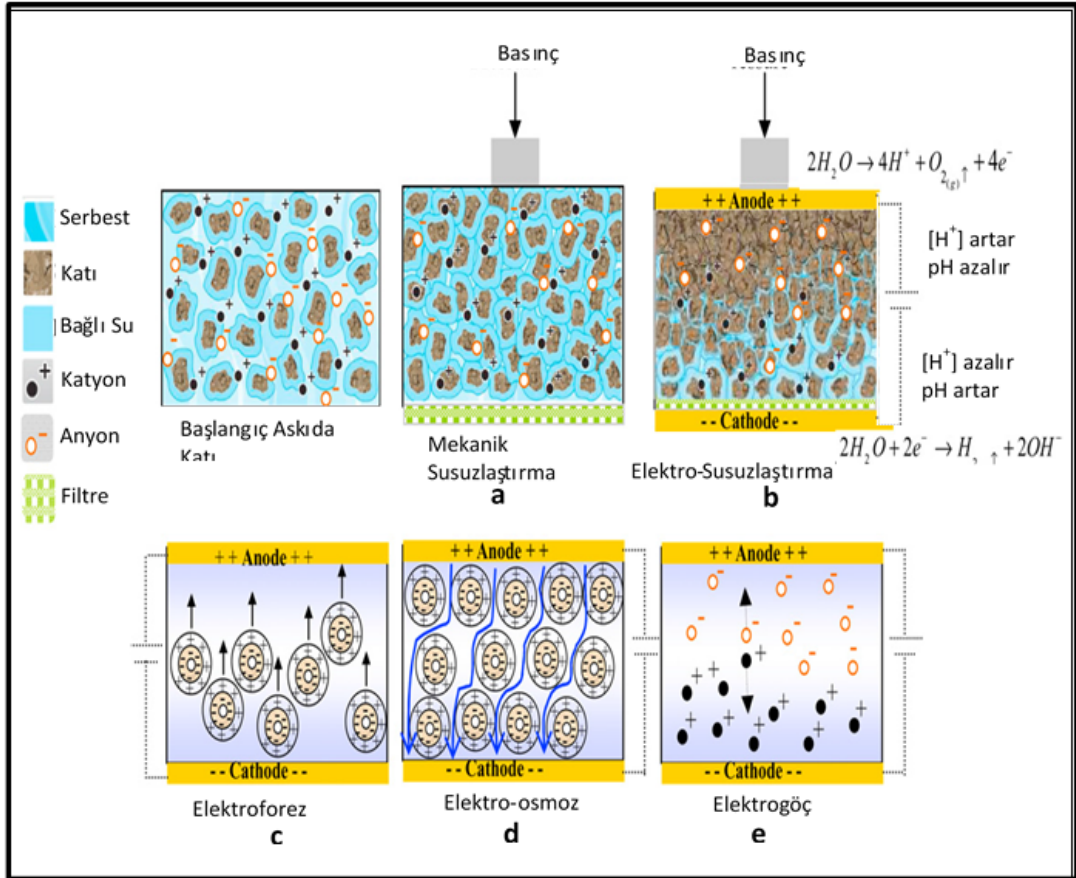 Basınç
Basınç
2H₂O → 4H⁺ + O₂₍g₎↑ + 4e⁻
Serbest
Katı
Bağlı Su
Katyon
Anyon
Filtre
++ Anode ++
[H⁺] artar
pH azalır
[H⁺] azalır
pH artar
-- Cathode --
Başlangıç Askıda
Katı
Mekanik
Susuzlaştırma
a
Elektro-Susuzlaştırma
b
2H₂O + 2e⁻ → H₂ ↑ + 2OH⁻
++ Anode ++
++ Anode ++
++ Anode ++
-- Cathode --
-- Cathode --
-- Cathode --
Elektroforez
c
Elektro-osmoz
d
Elektrogöç
e